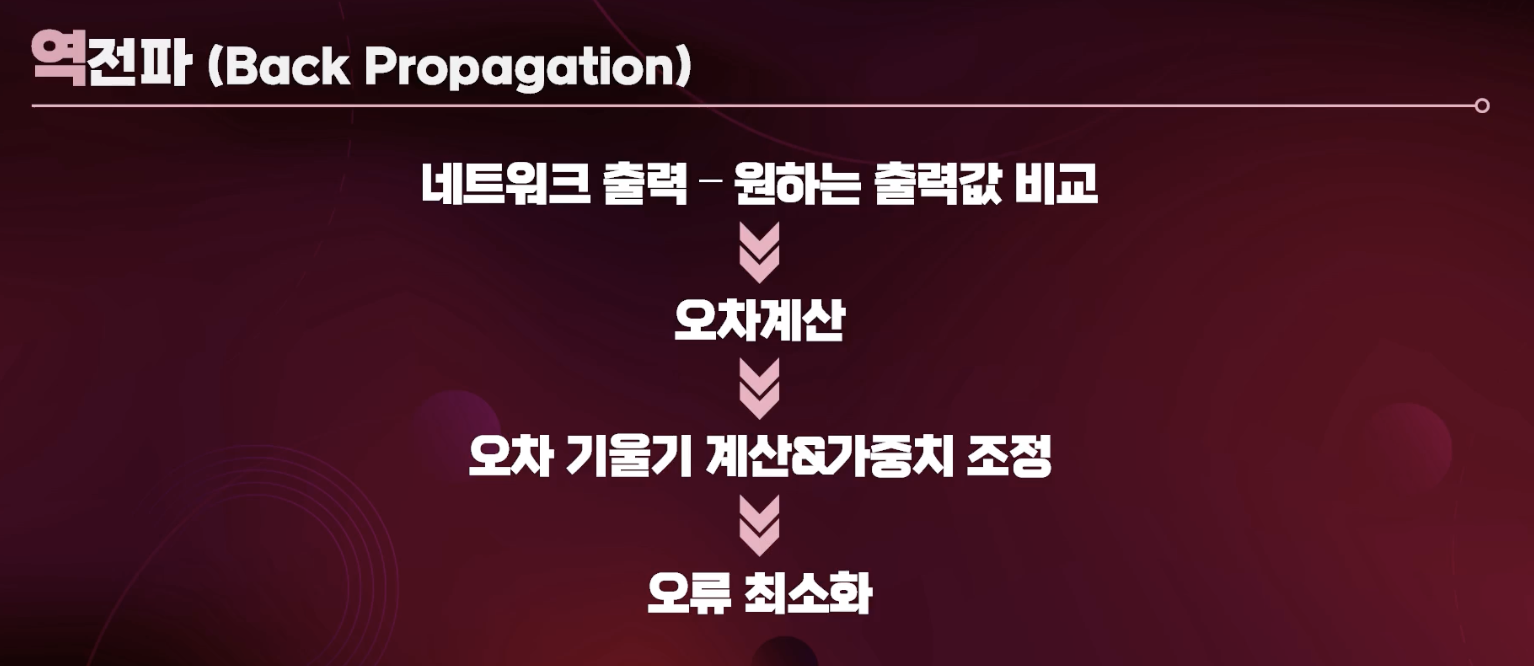 역전파 (Back Propagation)
네트워크 출력 – 원하는 출력값 비교
오차계산
오차 기울기 계산&가중치 조정
오류 최소화